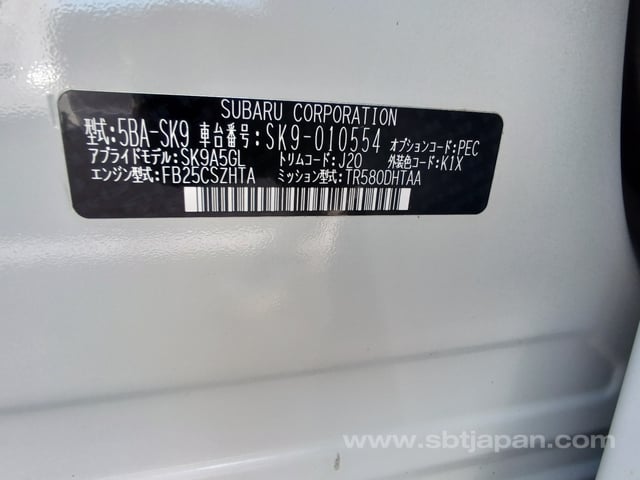 SUBARU CORPORATION
型式:5BA-SK9 車台番号:SK9-010554 オプションコード:PEC
アプライドモデル:SK9A5GL トリムコード:J20 外装色コード:K1X
エンジン型式:FB25CSZHTA ミッション型式:TR580DHTAA
www.sbtjapan.com